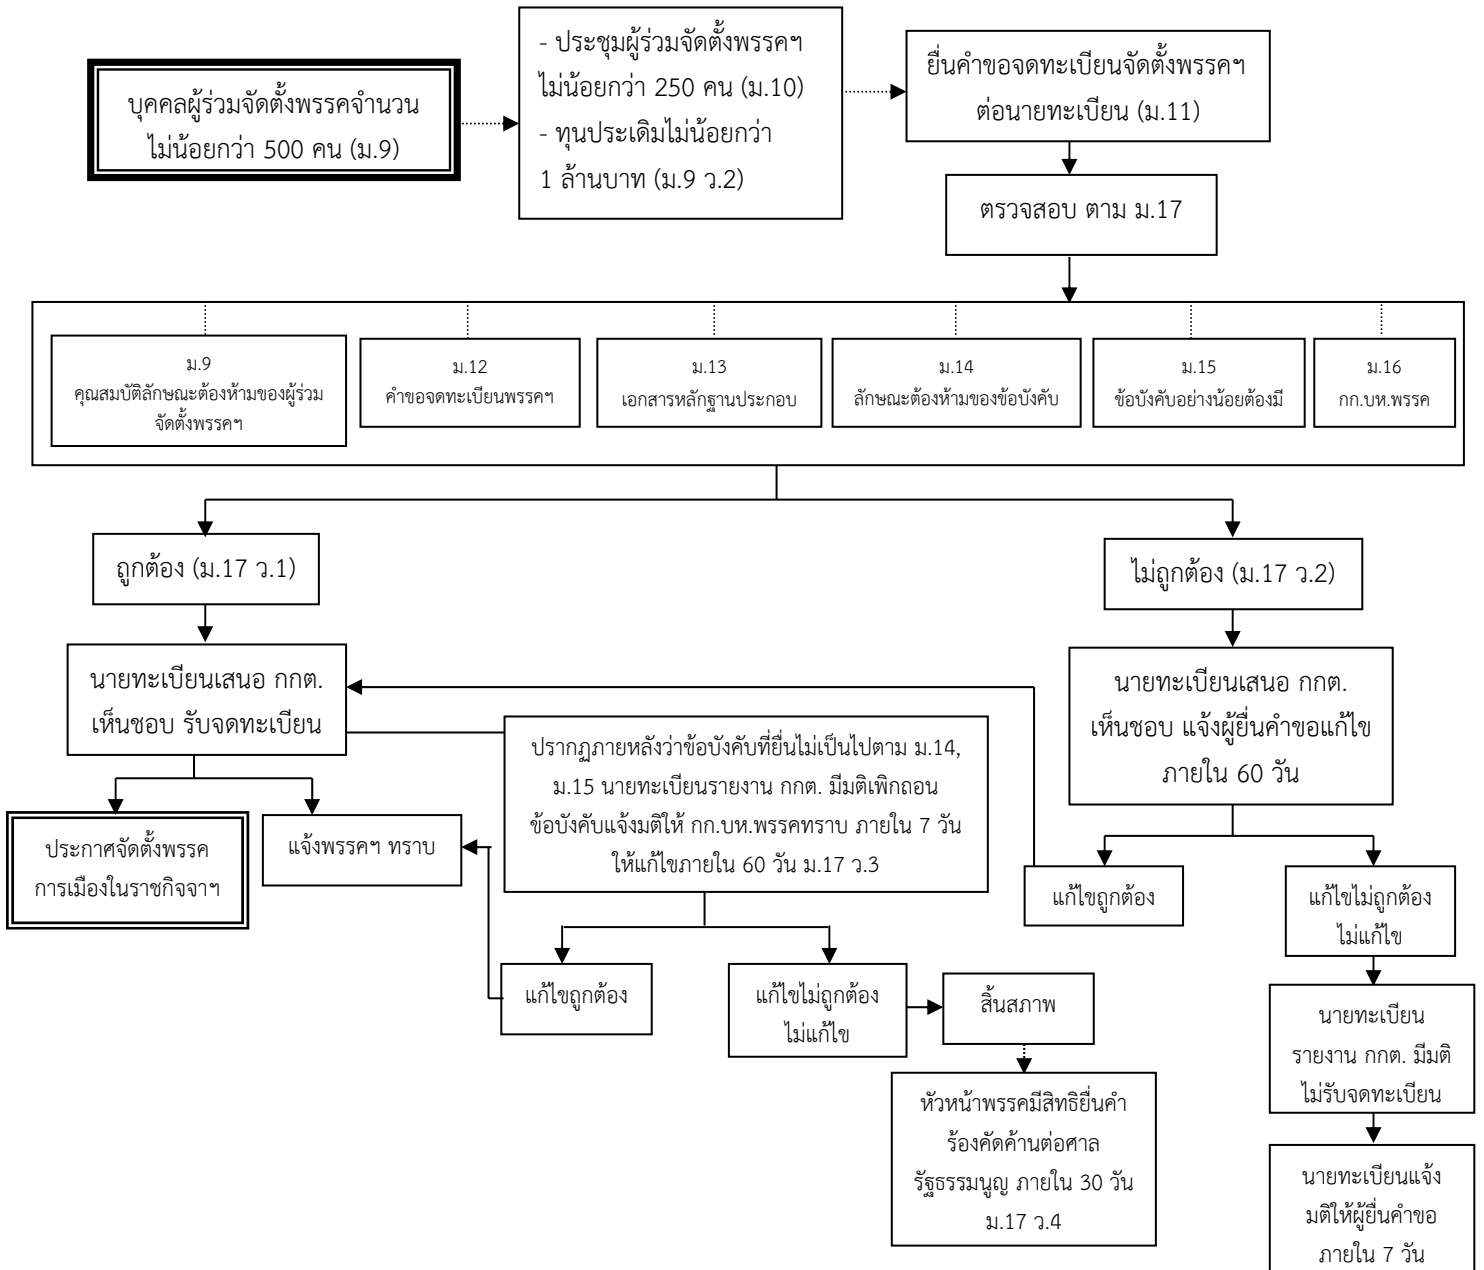 บุคคลผู้ร่วมจัดตั้งพรรคจำนวน
ไม่น้อยกว่า 500 คน (ม.9)
- ประชุมผู้ร่วมจัดตั้งพรรคฯ
ไม่น้อยกว่า 250 คน (ม.10)
- ทุนประเดิมไม่น้อยกว่า
1 ล้านบาท (ม.9 ว.2)
ยื่นคำขอจดทะเบียนจัดตั้งพรรคฯ
ต่อนายทะเบียน (ม.11)
ตรวจสอบ ตาม ม.17
ม.9
คุณสมบัติลักษณะต้องห้ามของผู้ร่วม
จัดตั้งพรรคฯ
ม.12
คำขอจดทะเบียนพรรคฯ
ม.13
เอกสารหลักฐานประกอบ
ม.14
ลักษณะต้องห้ามของข้อบังคับ
ม.15
ข้อบังคับอย่างน้อยต้องมี
ม.16
กก.บห.พรรค
ถูกต้อง (ม.17 ว.1)
ไม่ถูกต้อง (ม.17 ว.2)
นายทะเบียนเสนอ กกต.
เห็นชอบ รับจดทะเบียน
นายทะเบียนเสนอ กกต.
เห็นชอบ แจ้งผู้ยื่นคำขอแก้ไข
ภายใน 60 วัน
ปรากฏภายหลังว่าข้อบังคับที่ยื่นไม่เป็นไปตาม ม.14,
ม.15 นายทะเบียนรายงาน กกต. มีมติเพิกถอน
ข้อบังคับแจ้งมติให้ กก.บห.พรรคทราบ ภายใน 7 วัน
ให้แก้ไขภายใน 60 วัน ม.17 ว.3
ประกาศจัดตั้งพรรค
การเมืองในราชกิจจาฯ
แจ้งพรรคฯ ทราบ
แก้ไขถูกต้อง
แก้ไขไม่ถูกต้อง
ไม่แก้ไข
แก้ไขถูกต้อง
แก้ไขไม่ถูกต้อง
ไม่แก้ไข
สิ้นสภาพ
นายทะเบียน
รายงาน กกต. มีมติ
ไม่รับจดทะเบียน
หัวหน้าพรรคมีสิทธิยื่นคำ
ร้องคัดค้านต่อศาล
รัฐธรรมนูญ ภายใน 30 วัน
ม.17 ว.4
นายทะเบียนแจ้ง
มติให้ผู้ยื่นคำขอ
ภายใน 7 วัน